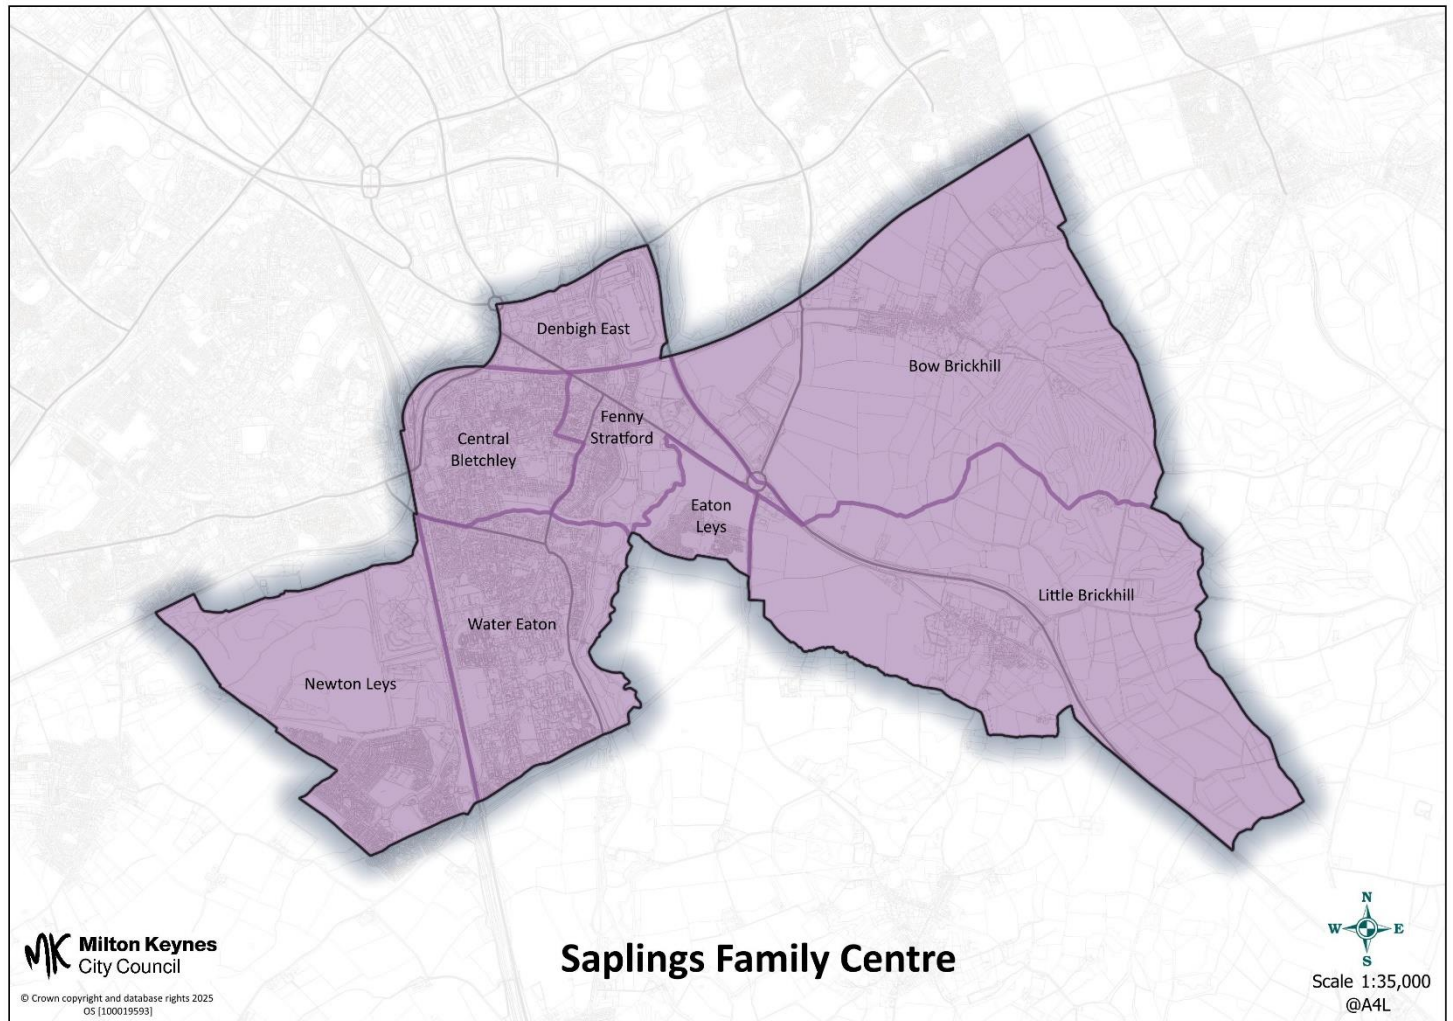 Denbigh East
Bow Brickhill
Fenny
Stratford
Central
Bletchley
Eaton
Leys
Little Brickhill
Water Eaton
Newton Leys
MK Milton Keynes
City Council
© Crown copyright and database rights 2025
OS [100019593]
Saplings Family Centre
N
W E
S
Scale 1:35,000
@A4L